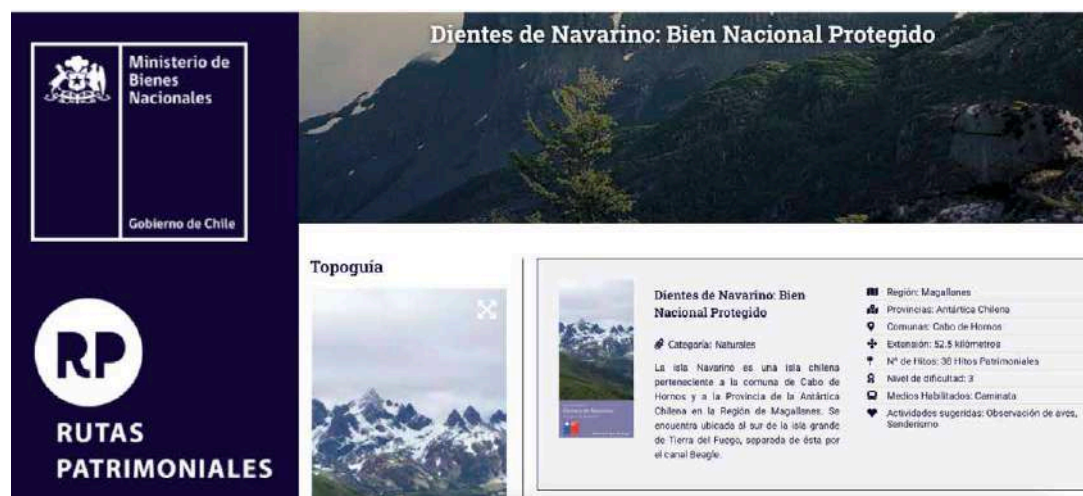 Dientes de Navarino: Bien Nacional Protegido
Ministerio de
Bienes
Nacionales
Gobierno de Chile
RP
RUTAS
PATRIMONIALES
Topoguía
Dientes de Navarino: Bien
Nacional Protegido
Categoría: Naturales
La isla Navarino es una isla chilena
perteneciente a la comuna de Cabo de
Hornos y a la Provincia de la Antártica
Chilena en la Región de Magallanes. Se
encuentra ubicada al sur de la isla grande
de Tierra del Fuego, separada de ésta por
el canal Beagle.
Región: Magallanes
Provincias: Antártica Chilena
Comunas: Cabo de Hornos
Extensión: 52.5 kilómetros
N° de Hitos: 38 Hitos Patrimoniales
Nivel de dificultad: 3
Medios Habilitados: Caminata
Actividades sugeridas: Observación de aves,
Senderismo